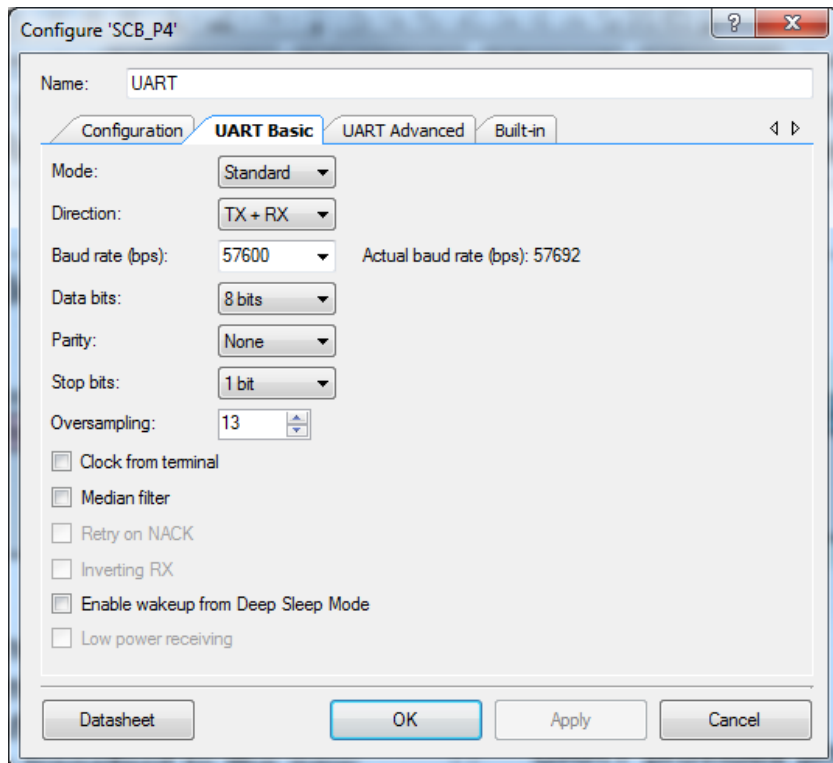 Configure 'SCB_P4'
Name: UART
Configuration UART Basic UART Advanced Built-in
Mode: Standard
Direction: TX + RX
Baud rate (bps): 57600 Actual baud rate (bps): 57692
Data bits: 8 bits
Parity: None
Stop bits: 1 bit
Oversampling: 13
Clock from terminal
Median filter
Retry on NACK
Inverting RX
Enable wakeup from Deep Sleep Mode
Low power receiving
Datasheet OK Apply Cancel